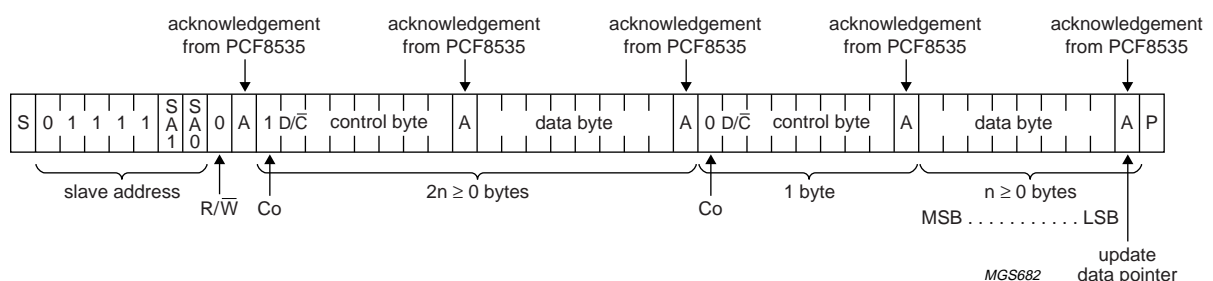 acknowledgement from PCF8535
acknowledgement from PCF8535
acknowledgement from PCF8535
acknowledgement from PCF8535
acknowledgement from PCF8535
S 0 1 1 1 1 SA1 SA0 0 A 1 D/C̅ control byte A data byte A 0 D/C̅ control byte A data byte A P
slave address
R/W̅
Co
2n ≥ 0 bytes
Co
1 byte
n ≥ 0 bytes
MSB . . . . . . . . . . . LSB
update
data pointer
MGS682